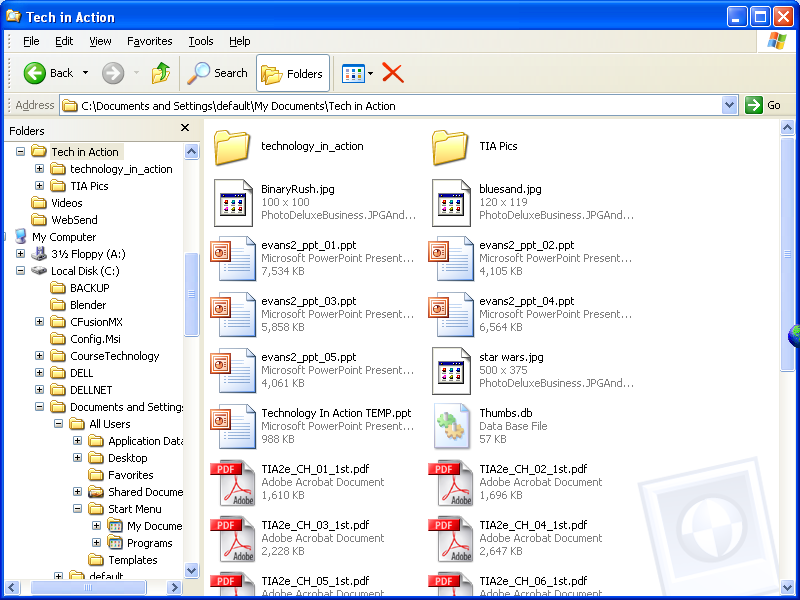 Tech in Action
File Edit View Favorites Tools Help
Back Search Folders
Address C:\Documents and Settings\default\My Documents\Tech in Action Go
Folders
Tech in Action
technology_in_action
TIA Pics
Videos
WebSend
My Computer
3½ Floppy (A:)
Local Disk (C:)
BACKUP
Blender
CFusionMX
Config.Msi
CourseTechnology
DELL
DELLNET
Documents and Settings
All Users
Application Data
Desktop
Favorites
Shared Docume
Start Menu
My Docume
Programs
Templates
default
technology_in_action
TIA Pics
BinaryRush.jpg
100 x 100
PhotoDeluxeBusiness.JPGAnd...
bluesand.jpg
120 x 119
PhotoDeluxeBusiness.JPGAnd...
evans2_ppt_01.ppt
Microsoft PowerPoint Present...
7,534 KB
evans2_ppt_02.ppt
Microsoft PowerPoint Present...
4,105 KB
evans2_ppt_03.ppt
Microsoft PowerPoint Present...
5,858 KB
evans2_ppt_04.ppt
Microsoft PowerPoint Present...
6,564 KB
evans2_ppt_05.ppt
Microsoft PowerPoint Present...
4,061 KB
star wars.jpg
500 x 375
PhotoDeluxeBusiness.JPGAnd...
Technology In Action TEMP.ppt
Microsoft PowerPoint Present...
988 KB
Thumbs.db
Data Base File
57 KB
PDF
Adobe
TIA2e_CH_01_1st.pdf
Adobe Acrobat Document
1,610 KB
PDF
Adobe
TIA2e_CH_02_1st.pdf
Adobe Acrobat Document
1,696 KB
PDF
Adobe
TIA2e_CH_03_1st.pdf
Adobe Acrobat Document
2,228 KB
PDF
Adobe
TIA2e_CH_04_1st.pdf
Adobe Acrobat Document
2,647 KB
PDF
TIA2e_CH_05_1st.pdf
PDF
TIA2e_CH_06_1st.pdf